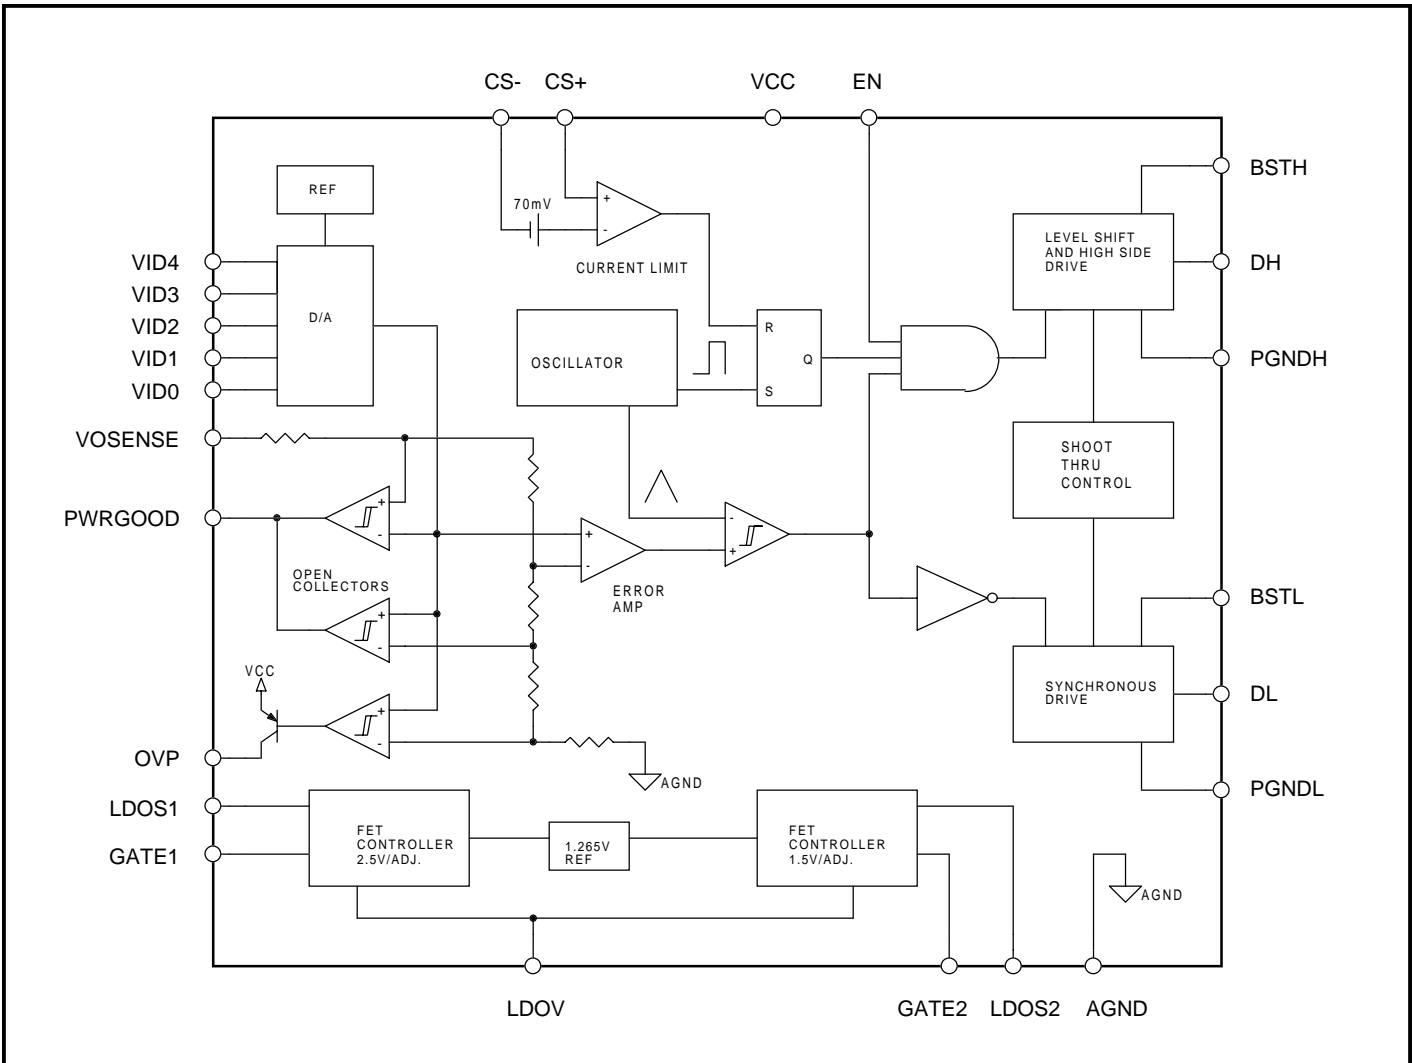 CS- CS+ VCC EN
BSTH
REF
70mV
+
-
LEVEL SHIFT
AND HIGH SIDE
DRIVE
CURRENT LIMIT
VID4
DH
VID3
D/A
VID2
R
OSCILLATOR
Q
VID1
PGNDH
S
VID0
VOSENSE
SHOOT
THRU
CONTROL
PWRGOOD
+
-
+
-
-
+
OPEN
COLLECTORS
ERROR
AMP
BSTL
+
-
VCC
SYNCHRONOUS
DRIVE
DL
+
-
OVP
AGND
PGNDL
LDOS1
FET
CONTROLLER
2.5V/ADJ.
1.265V
REF
FET
CONTROLLER
1.5V/ADJ.
GATE1
AGND
LDOV GATE2 LDOS2 AGND